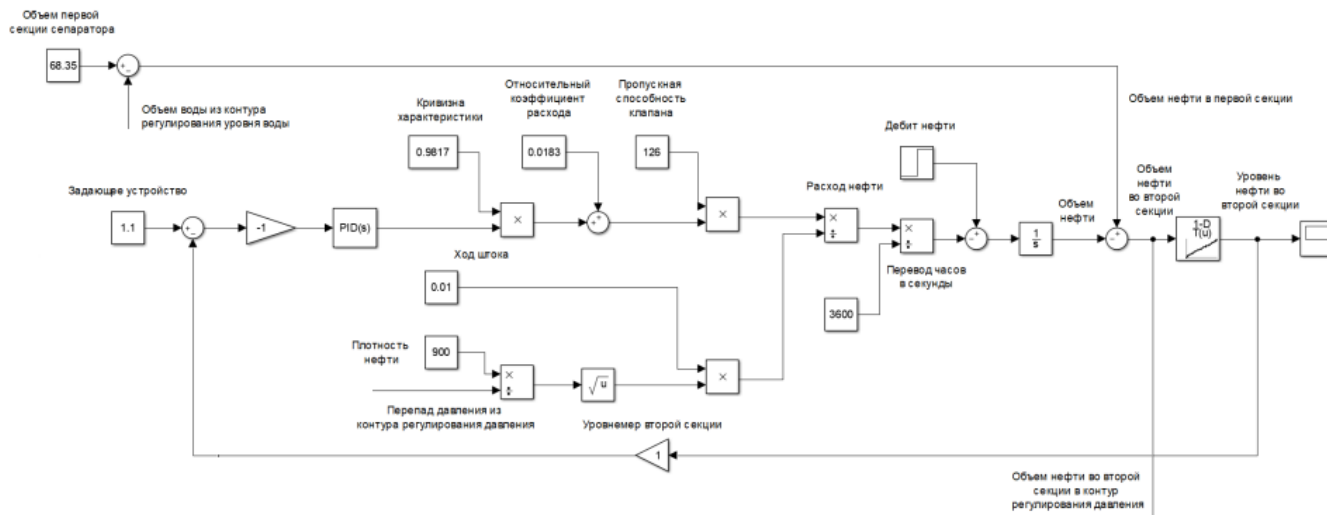 Объем первой
секции сепаратора
68.35
Объем воды из контура
регулирования уровня воды
Кривизна
характеристики
0.9817
Относительный
коэффициент
расхода
0.0183
Пропускная
способность
клапана
126
Объем нефти в первой секции
Дебит нефти
Задающее устройство
1.1
-1
PID(s)
×
×
Расход нефти
×
÷
×
÷
Перевод часов
в секунды
3600
Объем
нефти
1
s
Объем
нефти
во второй
секции
Уровень
нефти во
второй секции
1-D
T(u)
Ход штока
0.01
Плотность
нефти
900
×
÷
√u
×
Перепад давления из
контура регулирования давления
Уровнемер второй секции
1
Объем нефти во второй
секции в контур
регулирования давления